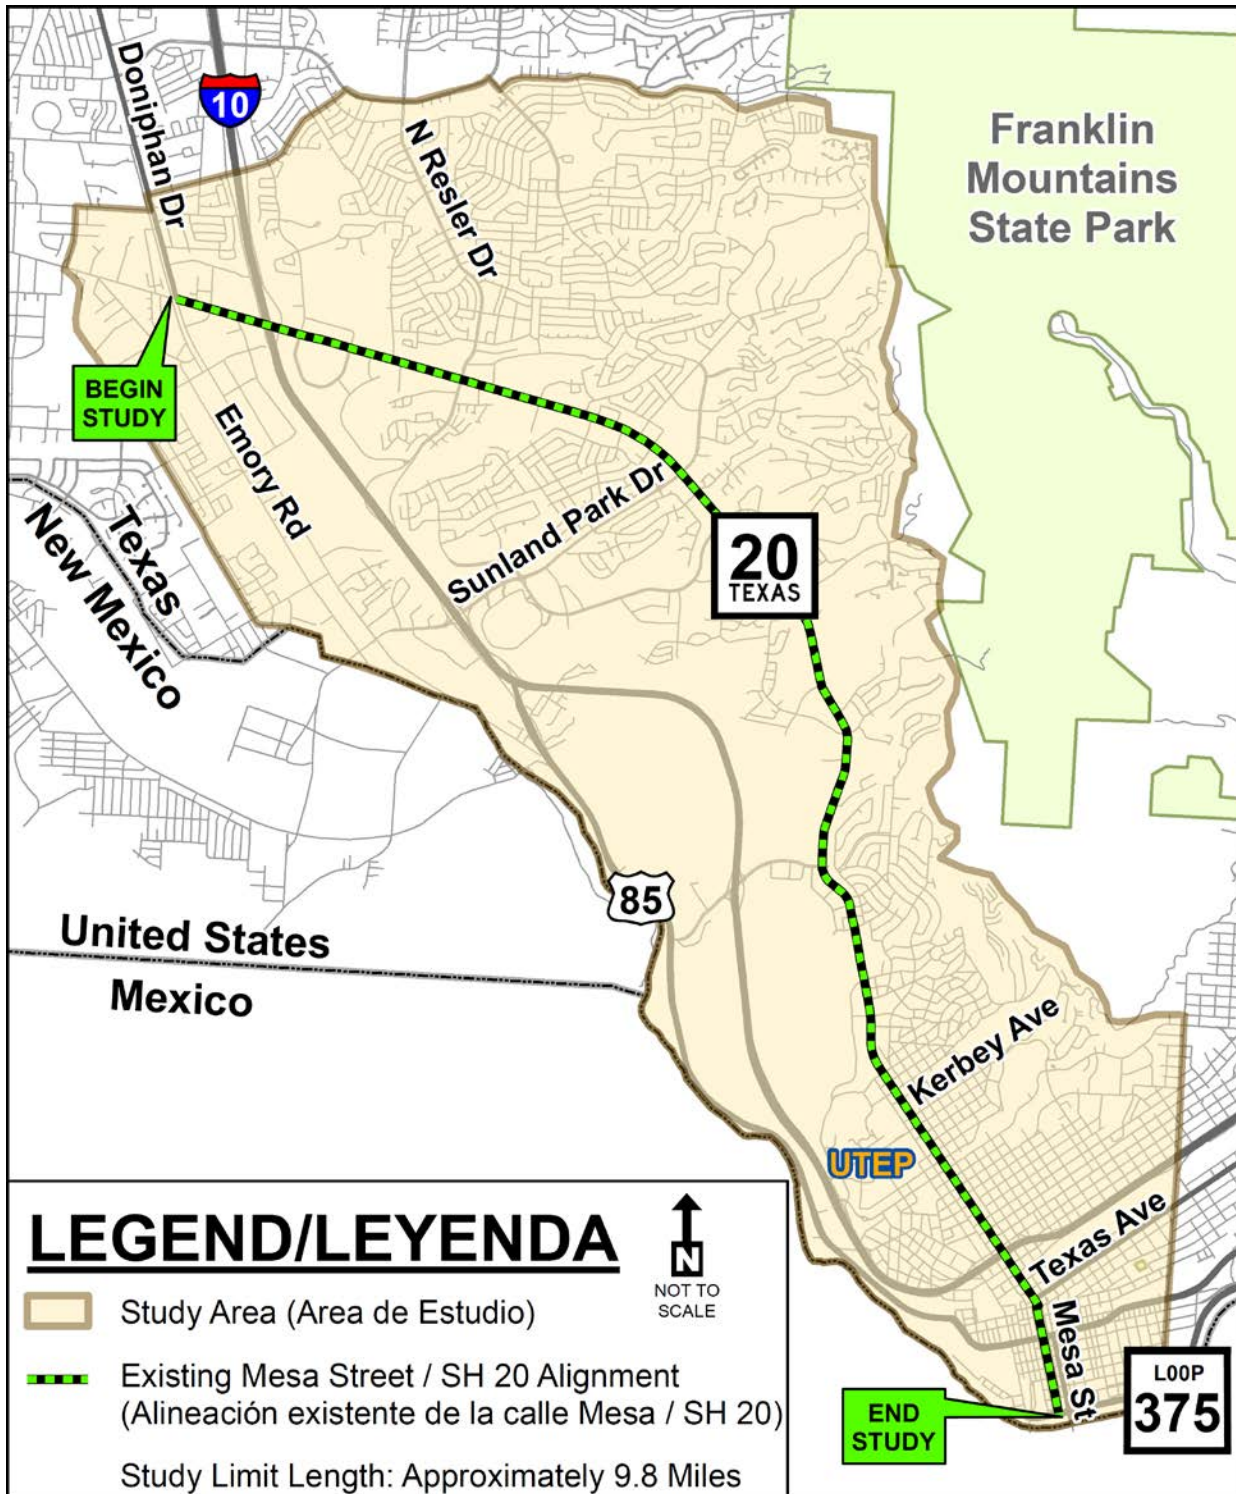 Doniphan Dr
10
N Resler Dr
Franklin
Mountains
State Park
BEGIN
STUDY
Emory Rd
Sunland Park Dr
20
TEXAS
Texas
New Mexico
85
United States
Mexico
Kerbey Ave
UTEP
Texas Ave
Mesa St
LOOP
375
END
STUDY
LEGEND/LEYENDA
N
NOT TO
SCALE
Study Area (Area de Estudio)
Existing Mesa Street / SH 20 Alignment
(Alineación existente de la calle Mesa / SH 20)
Study Limit Length: Approximately 9.8 Miles